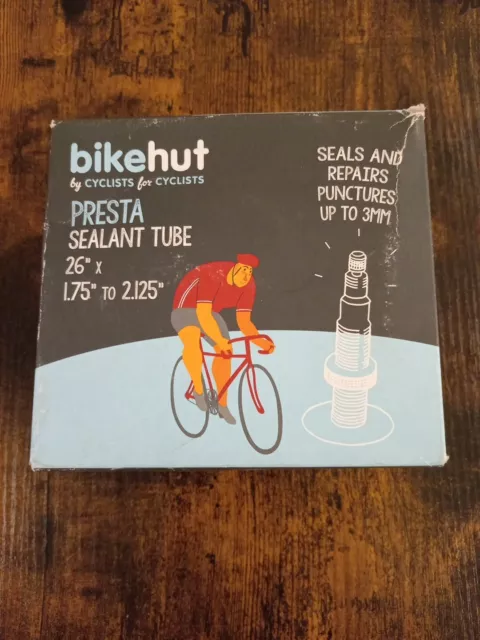 bikehut
by CYCLISTS for CYCLISTS
PRESTA
SEALANT TUBE
26" x
1.75" TO 2.125"
SEALS AND
REPAIRS
PUNCTURES
UP TO 3MM